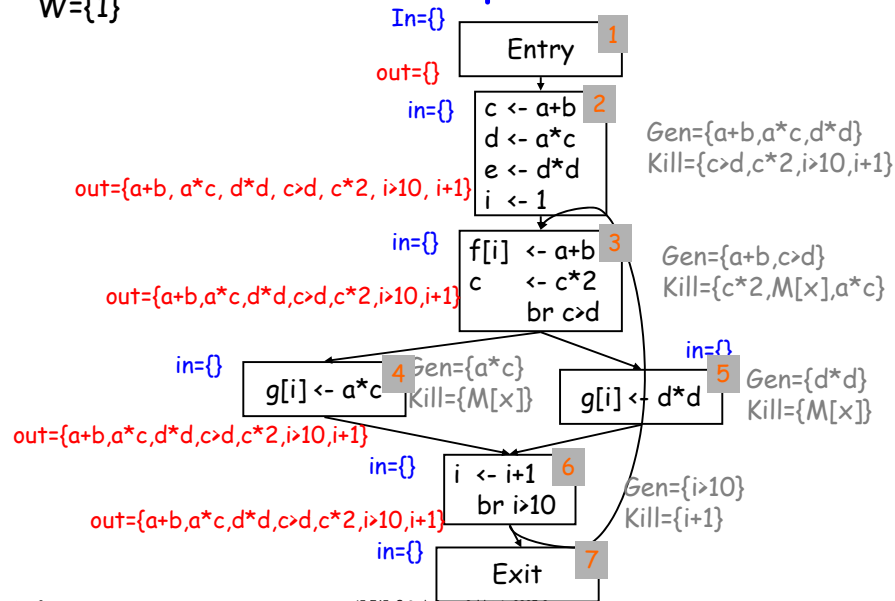 W={1}
In={}
1
Entry
out={}
in={}
2
c <- a+b
d <- a*c
e <- d*d
i <- 1
Gen={a+b,a*c,d*d}
Kill={c>d,c*2,i>10,i+1}
out={a+b, a*c, d*d, c>d, c*2, i>10, i+1}
in={}
3
f[i] <- a+b
c <- c*2
br c>d
Gen={a+b,c>d}
Kill={c*2,M[x],a*c}
out={a+b,a*c,d*d,c>d,c*2,i>10,i+1}
in={}
4
g[i] <- a*c
Gen={a*c}
Kill={M[x]}
in={}
5
g[i] <- d*d
Gen={d*d}
Kill={M[x]}
out={a+b,a*c,d*d,c>d,c*2,i>10,i+1}
in={}
6
i <- i+1
br i>10
Gen={i>10}
Kill={i+1}
out={a+b,a*c,d*d,c>d,c*2,i>10,i+1}
in={}
7
Exit